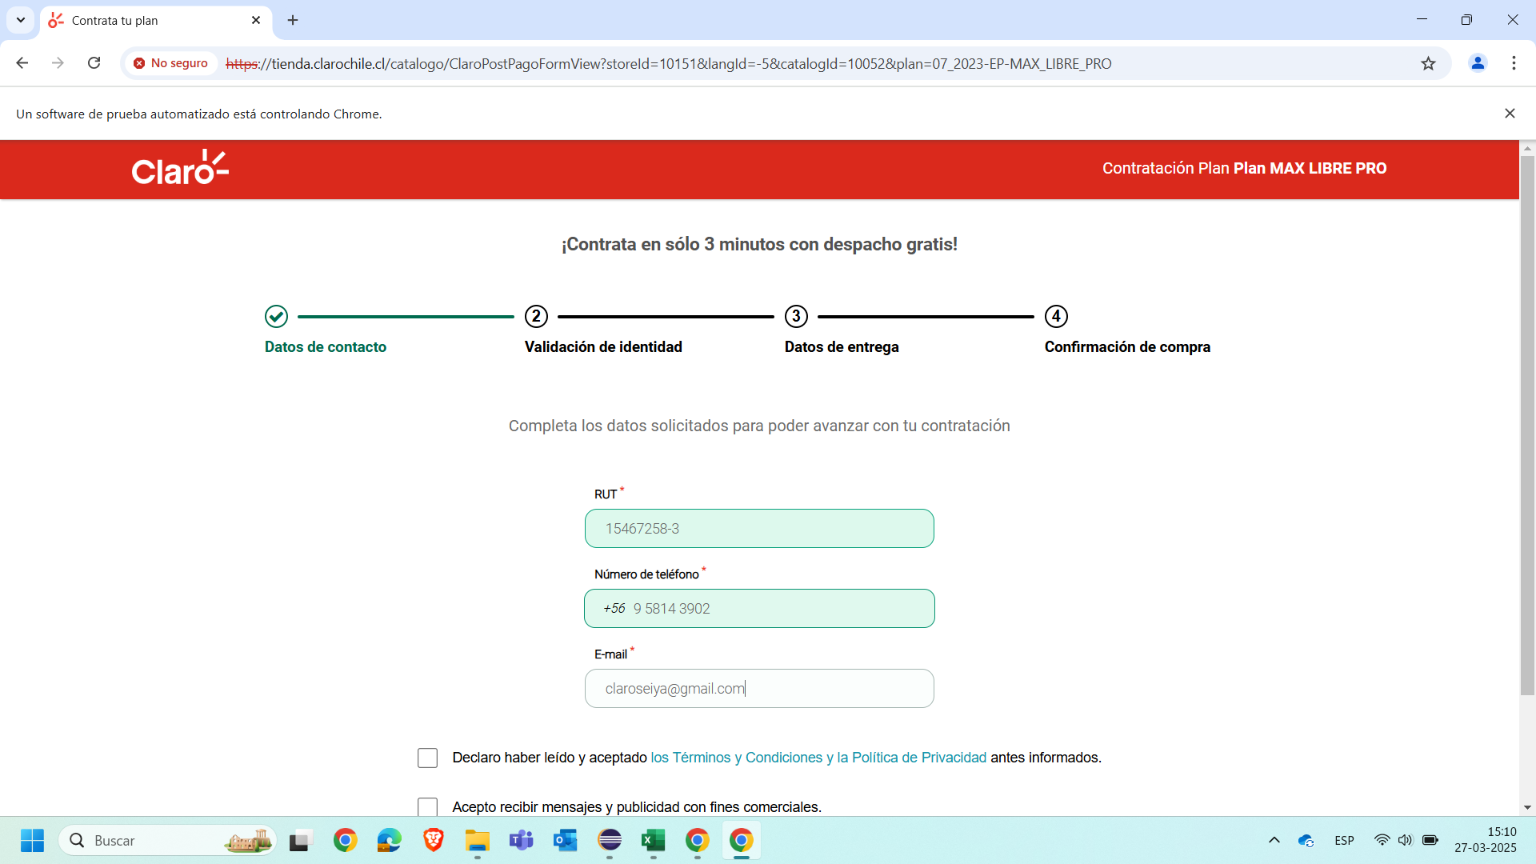 Contrata tu plan
No seguro
https://tienda.clarochile.cl/catalogo/ClaroPostPagoFormView?storeId=10151&langId=-5&catalogId=10052&plan=07_2023-EP-MAX_LIBRE_PRO
Un software de prueba automatizado está controlando Chrome.
Claro
Contratación Plan Plan MAX LIBRE PRO
¡Contrata en sólo 3 minutos con despacho gratis!
2
3
4
Datos de contacto
Validación de identidad
Datos de entrega
Confirmación de compra
Completa los datos solicitados para poder avanzar con tu contratación
RUT *
15467258-3
Número de teléfono *
+56 9 5814 3902
E-mail *
claroseiya@gmail.com
Declaro haber leído y aceptado los Términos y Condiciones y la Política de Privacidad antes informados.
Acepto recibir mensajes y publicidad con fines comerciales.
Buscar
ESP
15:10
27-03-2025